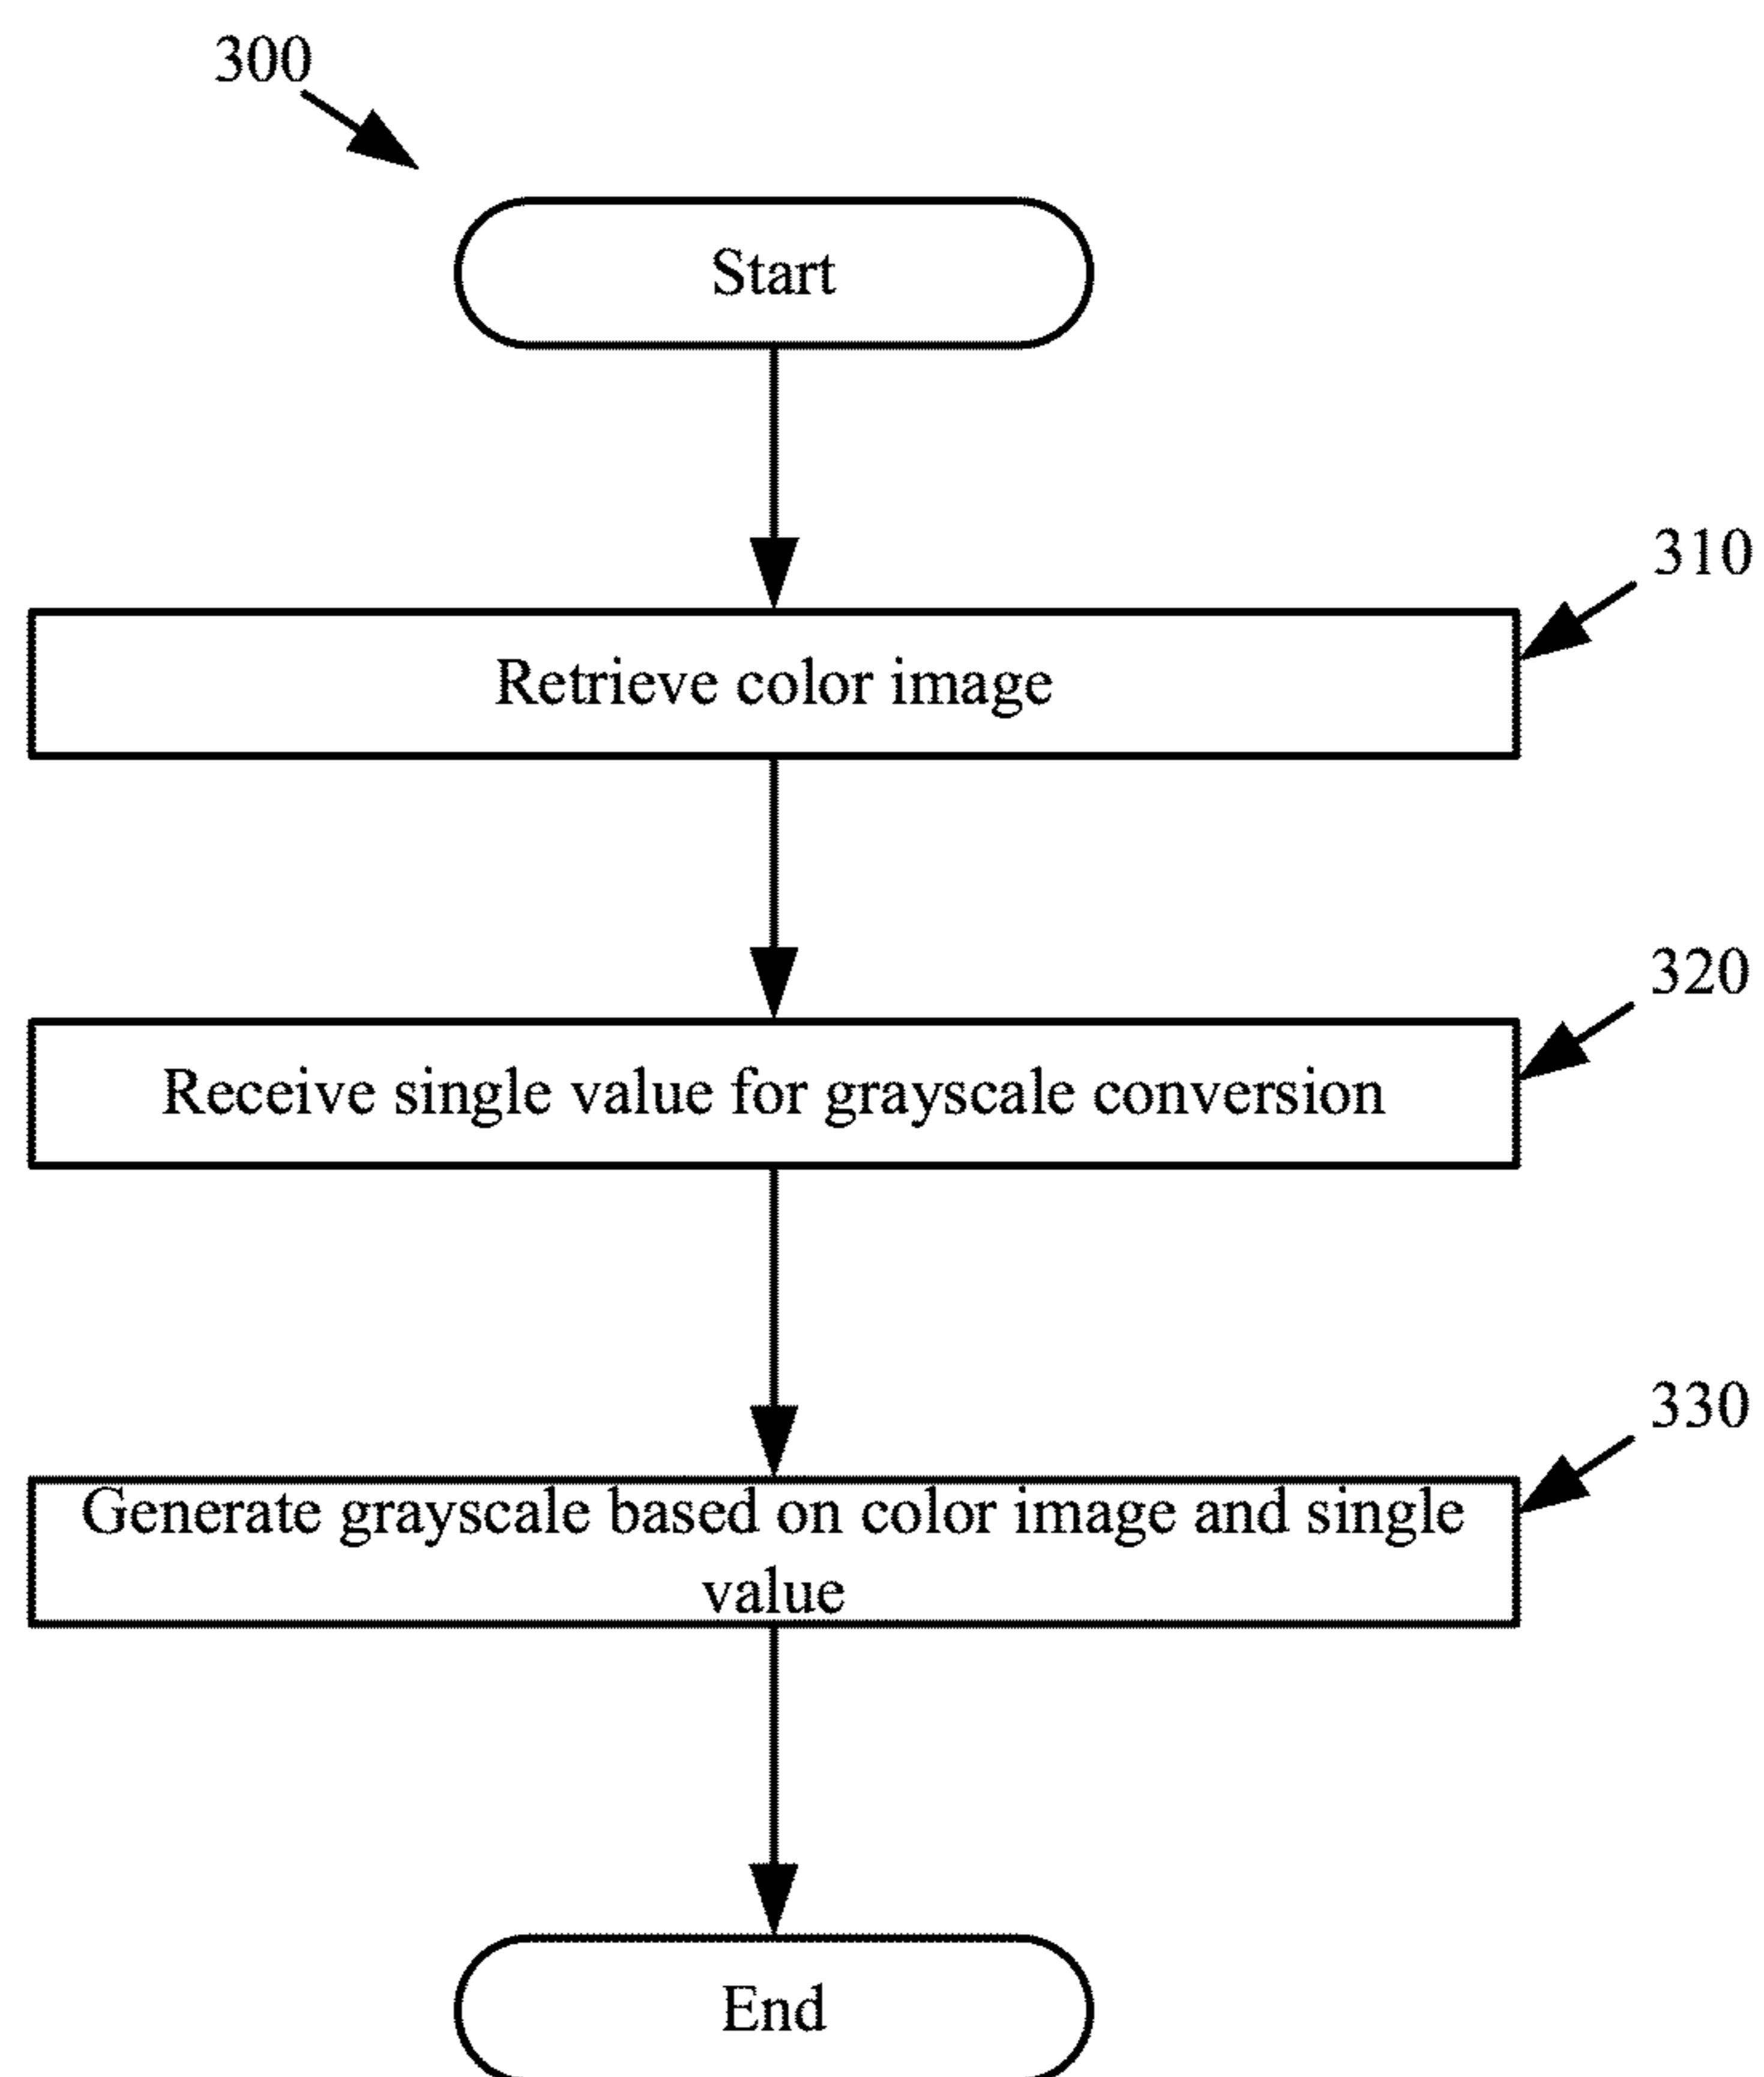 300
Start
310
Retrieve color image
320
Receive single value for grayscale conversion
330
Generate grayscale based on color image and single
value
End